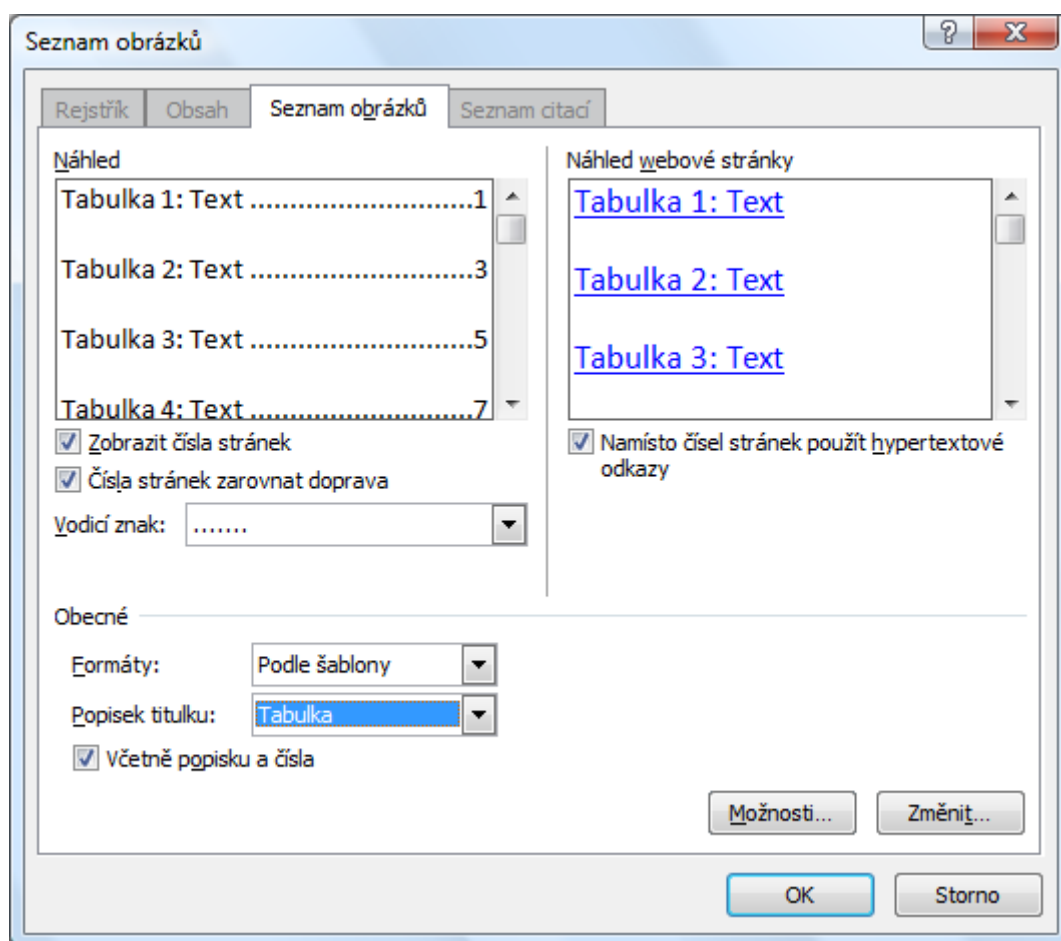 Seznam obrázků
Rejstřík Obsah Seznam obrázků Seznam citací
Náhled
Tabulka 1: Text ...........................1
Tabulka 2: Text ...........................3
Tabulka 3: Text ...........................5
Tabulka 4: Text ...........................7
Zobrazit čísla stránek
Čísla stránek zarovnat doprava
Vodicí znak: .......
Náhled webové stránky
Tabulka 1: Text
Tabulka 2: Text
Tabulka 3: Text
Namísto čísel stránek použít hypertextové
odkazy
Obecné
Formáty: Podle šablony
Popisek titulku: Tabulka
Včetně popisku a čísla
Možnosti... Změnit...
OK Storno